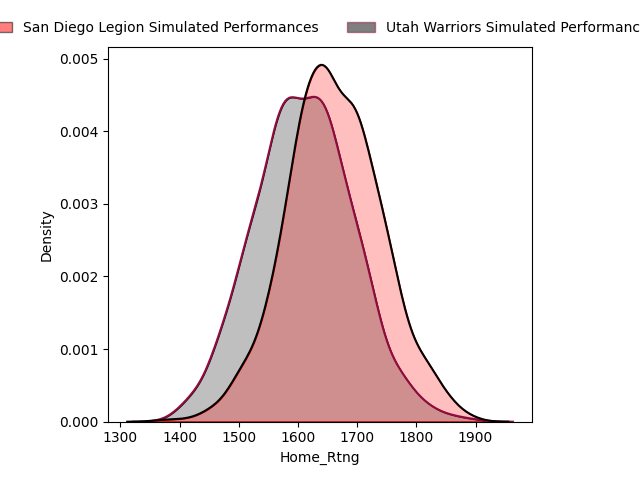 San Diego Legion Simulated Performances
Utah Warriors Simulated Performanc
0.005
0.004
0.003
0.002
0.001
0.000
Density
1300 1400 1500 1600 1700 1800 1900
Home_Rtng